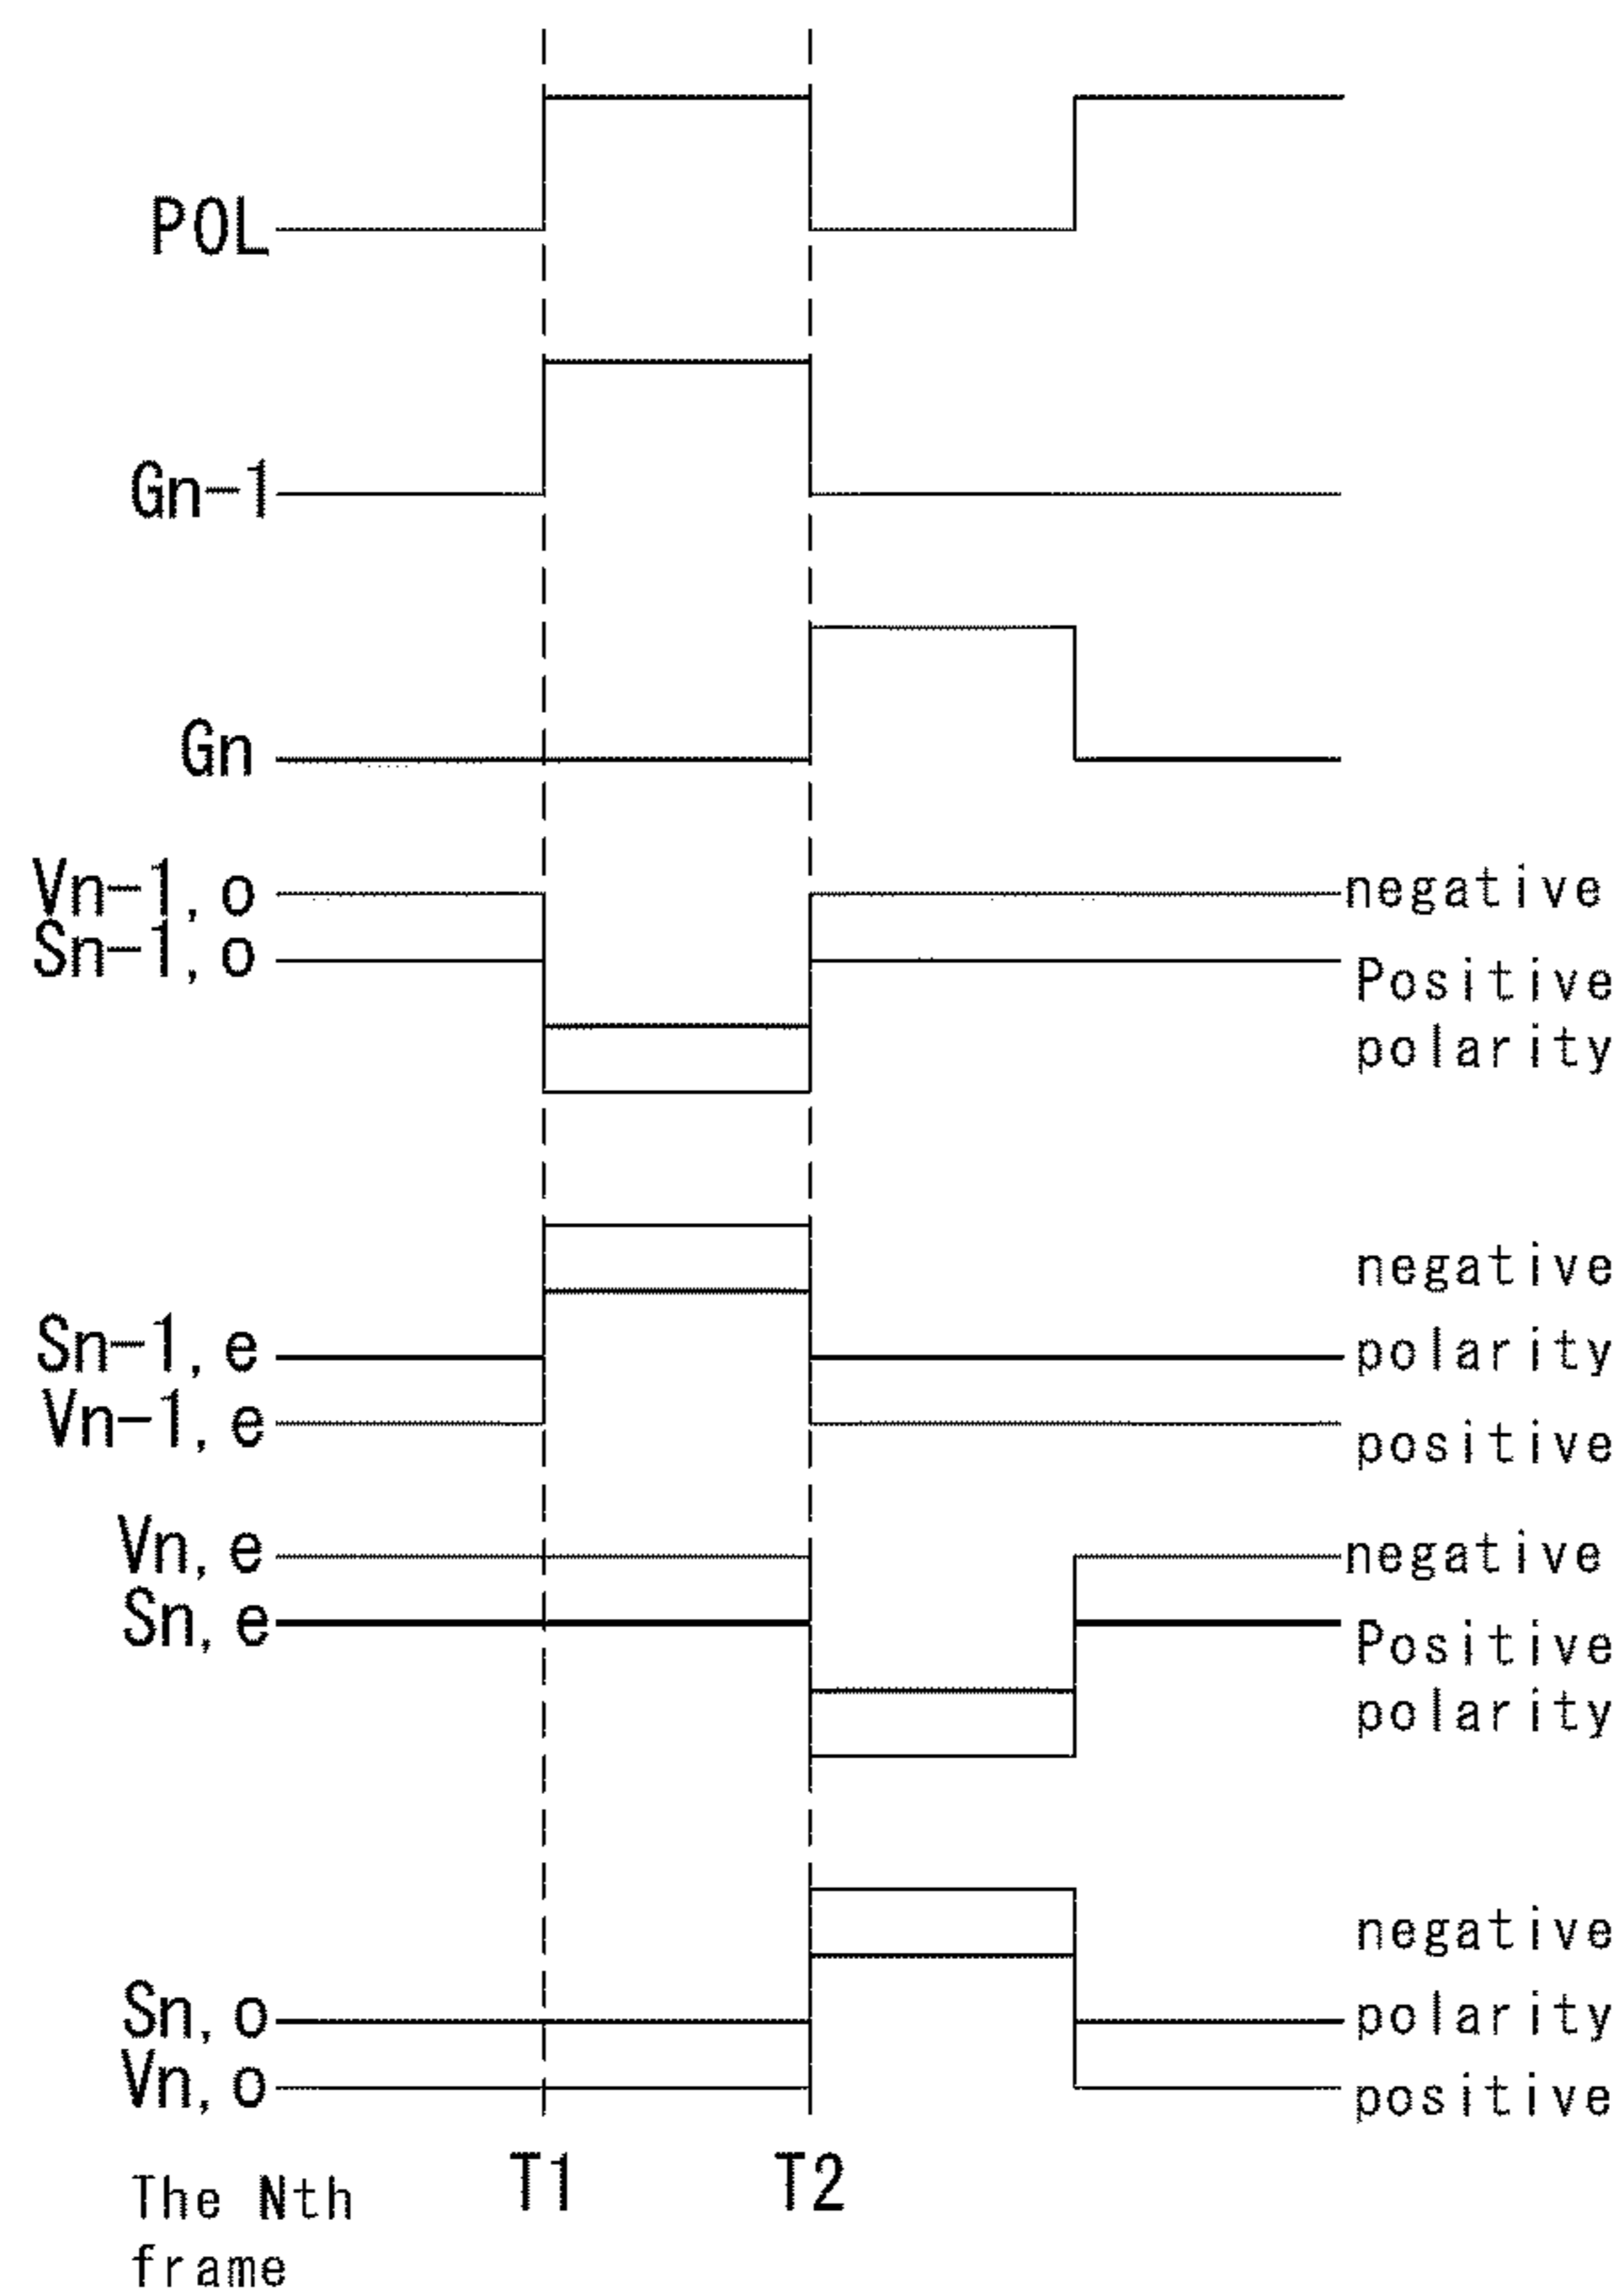 POL
Gn-1
Gn
Vn-1, o
negative
Sn-1, o
Positive
polarity
negative
Sn-1, e
polarity
Vn-1, e
positive
Vn, e
negative
Sn, e
Positive
polarity
negative
Sn, o
polarity
Vn, o
positive
T1
T2
The Nth
frame